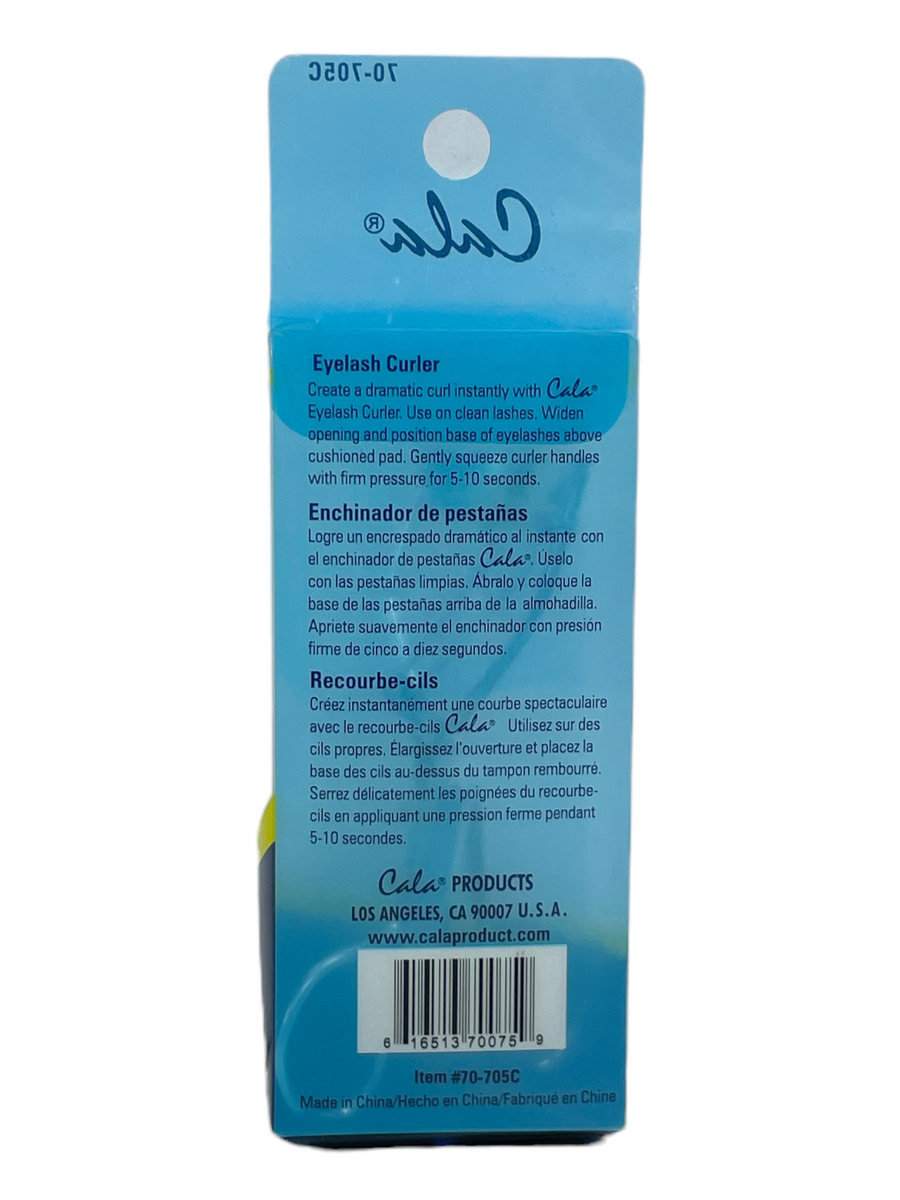 70-705C
Cala®
Eyelash Curler
Create a dramatic curl instantly with Cala®
Eyelash Curler. Use on clean lashes. Widen
opening and position base of eyelashes above
cushioned pad. Gently squeeze curler handles
with firm pressure for 5-10 seconds.
Enchinador de pestañas
Logre un encrespado dramático al instante con
el enchinador de pestañas Cala®. Úselo
con las pestañas limpias. Ábralo y coloque la
base de las pestañas arriba de la almohadilla.
Apriete suavemente el enchinador con presión
firme de cinco a diez segundos.
Recourbe-cils
Créez instantanément une courbe spectaculaire
avec le recourbe-cils Cala® Utilisez sur des
cils propres. Élargissez l'ouverture et placez la
base des cils au-dessus du tampon rembourré.
Serrez délicatement les poignées du recourbe-
cils en appliquant une pression ferme pendant
5-10 secondes.
Cala® PRODUCTS
LOS ANGELES, CA 90007 U.S.A.
www.calaproduct.com
6 16513 70075 9
Item #70-705C
Made in China/Hecho en China/Fabriqué en Chine